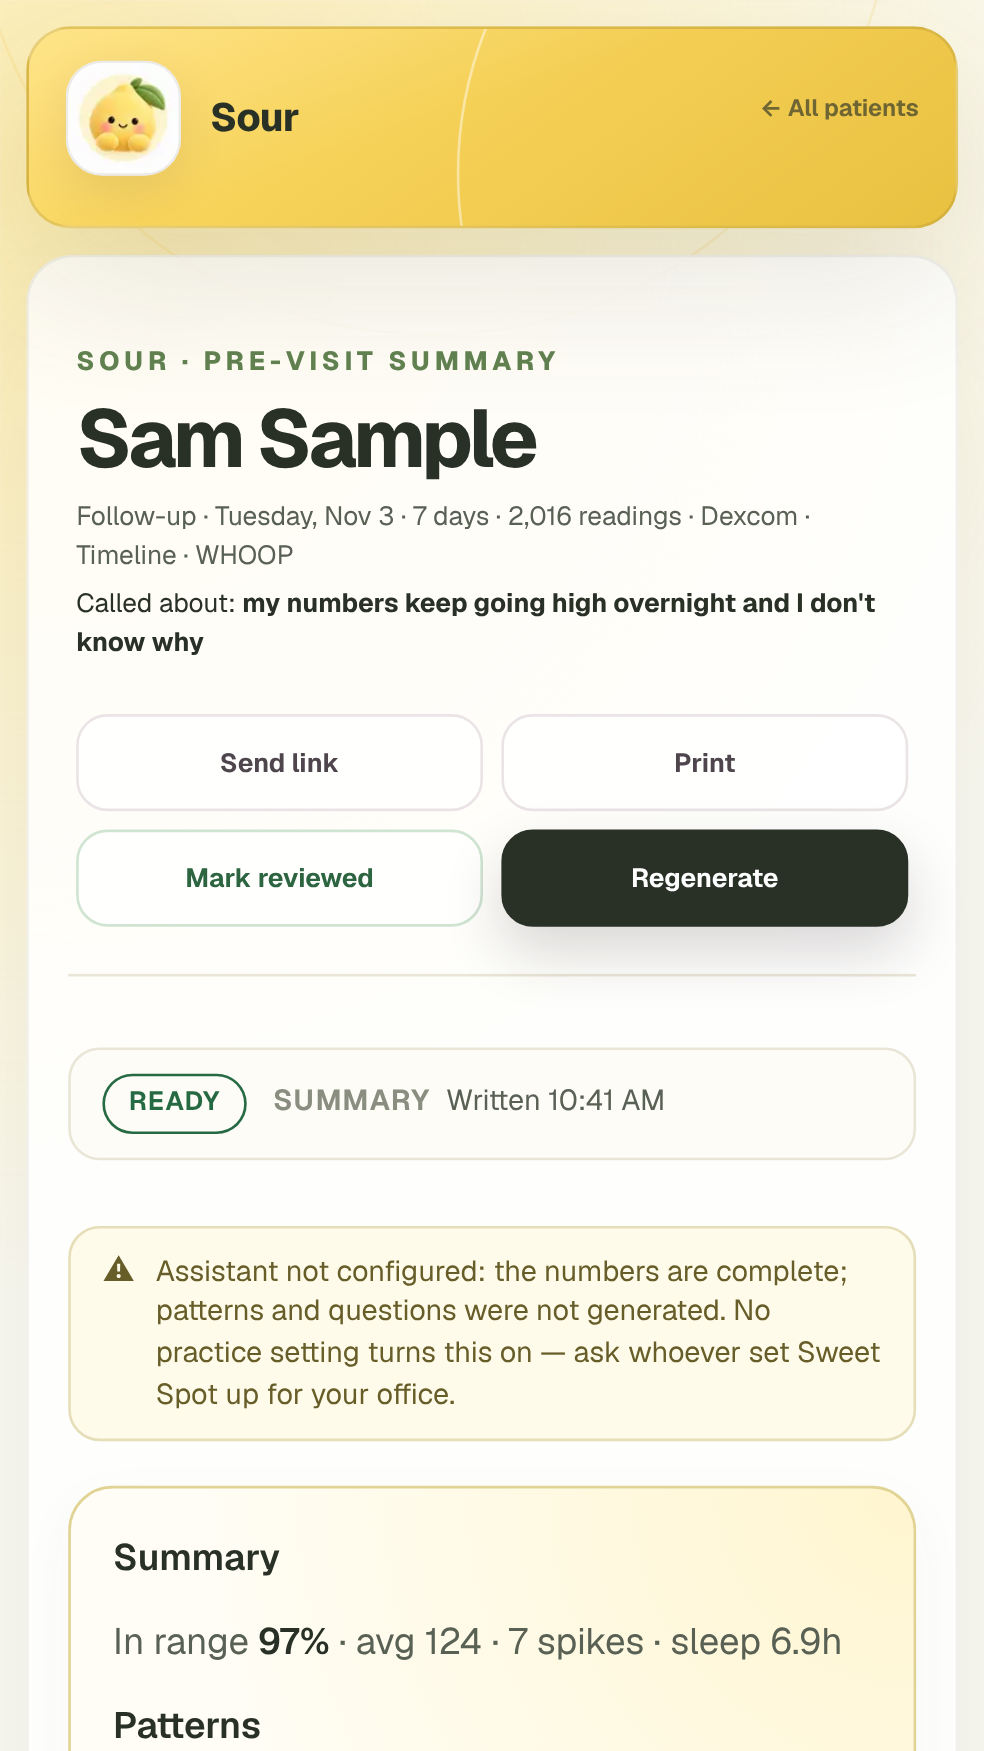 Sour
← All patients
SOUR · PRE-VISIT SUMMARY
Sam Sample
Follow-up · Tuesday, Nov 3 · 7 days · 2,016 readings · Dexcom ·
Timeline · WHOOP
Called about: my numbers keep going high overnight and I don't
know why
Send link
Print
Mark reviewed
Regenerate
READY SUMMARY Written 10:41 AM
Assistant not configured: the numbers are complete;
patterns and questions were not generated. No
practice setting turns this on — ask whoever set Sweet
Spot up for your office.
Summary
In range 97% · avg 124 · 7 spikes · sleep 6.9h
Patterns